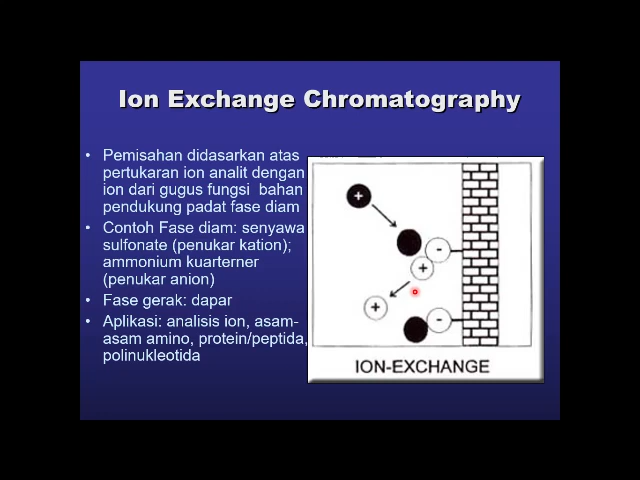 Ion Exchange Chromatography
• Pemisahan didasarkan atas
pertukaran ion analit dengan
ion dari gugus fungsi bahan
pendukung padat fase diam
• Contoh Fase diam: senyawa
sulfonate (penukar kation);
ammonium kuarterner
(penukar anion)
• Fase gerak: dapar
• Aplikasi: analisis ion, asam-
asam amino, protein/peptida,
polinukleotida
+
-
+
+
-
ION-EXCHANGE